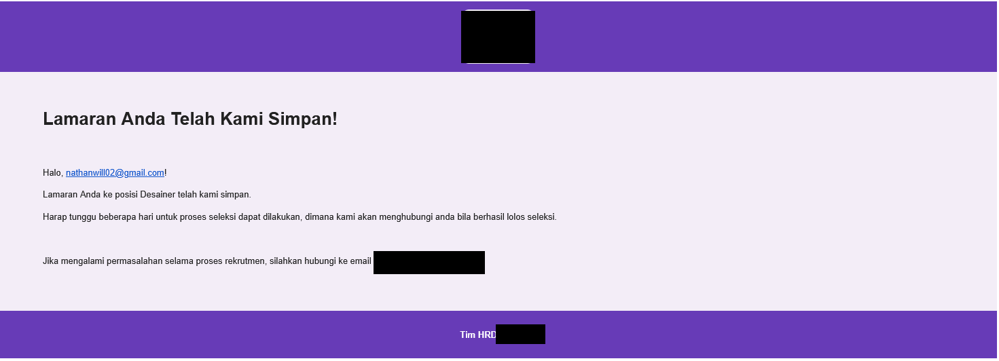 Lamaran Anda Telah Kami Simpan!
Halo, nathanwill02@gmail.com!
Lamaran Anda ke posisi Desainer telah kami simpan.
Harap tunggu beberapa hari untuk proses seleksi dapat dilakukan, dimana kami akan menghubungi anda bila berhasil lolos seleksi.
Jika mengalami permasalahan selama proses rekrutmen, silahkan hubungi ke email
Tim HRD